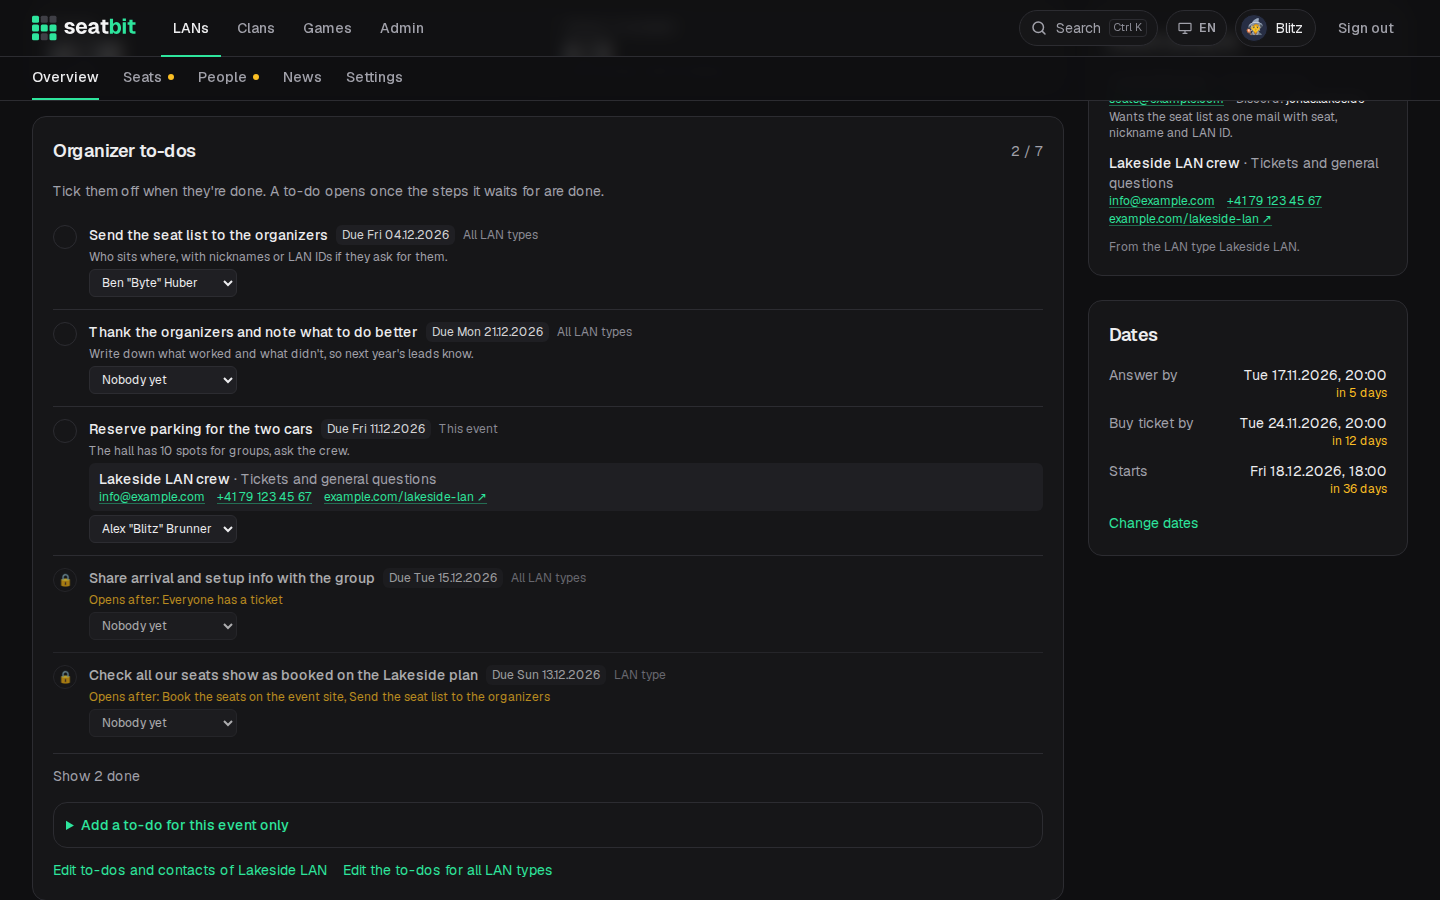 seatbit
LANs Clans Games Admin
Search Ctrl K EN Blitz Sign out
Overview Seats People News Settings
Organizer to-dos
2 / 7
Tick them off when they're done. A to-do opens once the steps it waits for are done.
Send the seat list to the organizers Due Fri 04.12.2026 All LAN types
Who sits where, with nicknames or LAN IDs if they ask for them.
Ben "Byte" Huber
Thank the organizers and note what to do better Due Mon 21.12.2026 All LAN types
Write down what worked and what didn't, so next year's leads know.
Nobody yet
Reserve parking for the two cars Due Fri 11.12.2026 This event
The hall has 10 spots for groups, ask the crew.
Lakeside LAN crew · Tickets and general questions
info@example.com +41 79 123 45 67 example.com/lakeside-lan ↗
Alex "Blitz" Brunner
Share arrival and setup info with the group Due Tue 15.12.2026 All LAN types
Opens after: Everyone has a ticket
Nobody yet
Check all our seats show as booked on the Lakeside plan Due Sun 13.12.2026 LAN type
Opens after: Book the seats on the event site, Send the seat list to the organizers
Nobody yet
Show 2 done
Add a to-do for this event only
Edit to-dos and contacts of Lakeside LAN Edit the to-dos for all LAN types
Wants the seat list as one mail with seat,
nickname and LAN ID.
Lakeside LAN crew · Tickets and general
questions
info@example.com +41 79 123 45 67
example.com/lakeside-lan ↗
From the LAN type Lakeside LAN.
Dates
Answer by Tue 17.11.2026, 20:00
in 5 days
Buy ticket by Tue 24.11.2026, 20:00
in 12 days
Starts Fri 18.12.2026, 18:00
in 36 days
Change dates